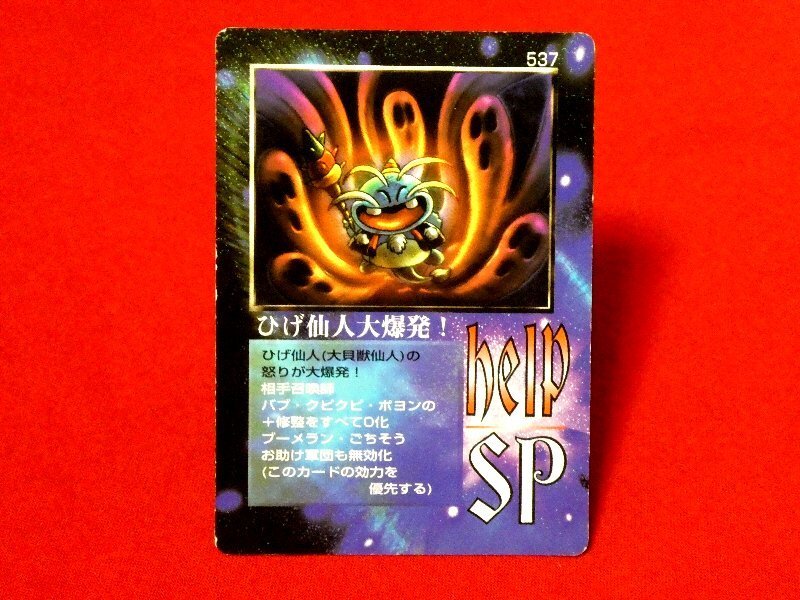 537
ひげ仙人大爆発！
ひげ仙人(大貝獣仙人)の
怒りが大爆発！
相手召喚師
バブ・クピクピ・ポヨンの
＋修整をすべて0化
ブーメラン・ごちそう
お助け軍団も無効化
(このカードの効力を
優先する)
help
SP